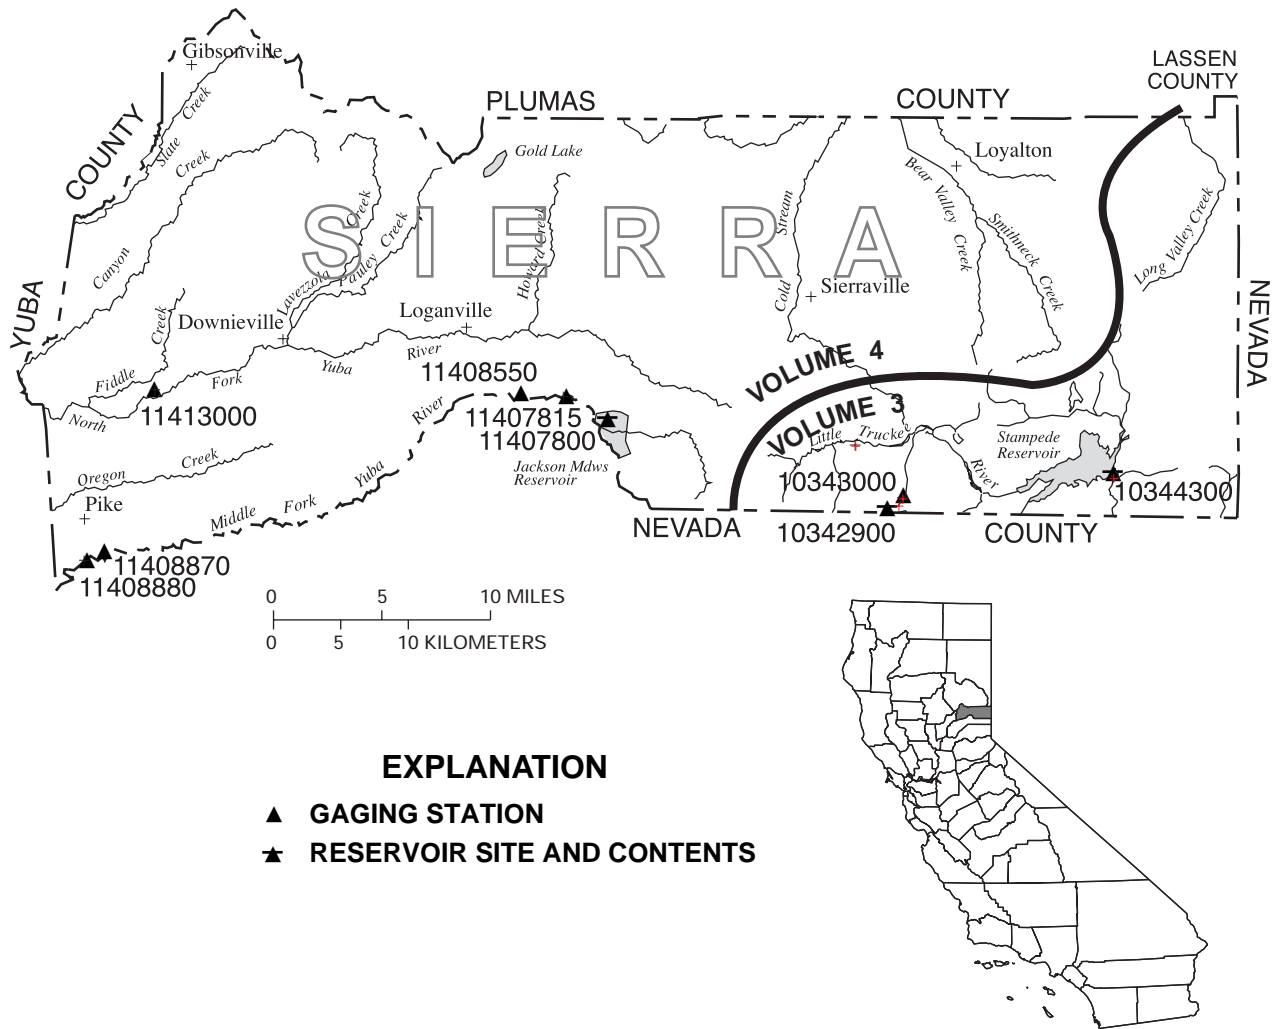 Gibsonville
LASSEN
COUNTY
PLUMAS
COUNTY
COUNTY
Slate Creek
Canyon Creek
Gold Lake
Loyalton
Lavezzola Creek
Pauley Creek
Howard Creek
Cold Stream
Bear Valley Creek
Smithneck Creek
Long Valley Creek
SIERRA
Sierraville
YUBA
NEVADA
Downieville
Loganville
Fiddle Creek
North Fork Yuba River
VOLUME 4
VOLUME 3
11413000
11408550
11407815
11407800
Jackson Mdws
Reservoir
Little Truckee River
Stampede
Reservoir
10343000
10344300
10342900
Oregon Creek
Pike
Middle Fork Yuba River
NEVADA
COUNTY
11408870
11408880
0 5 10 MILES
0 5 10 KILOMETERS
EXPLANATION
GAGING STATION
RESERVOIR SITE AND CONTENTS